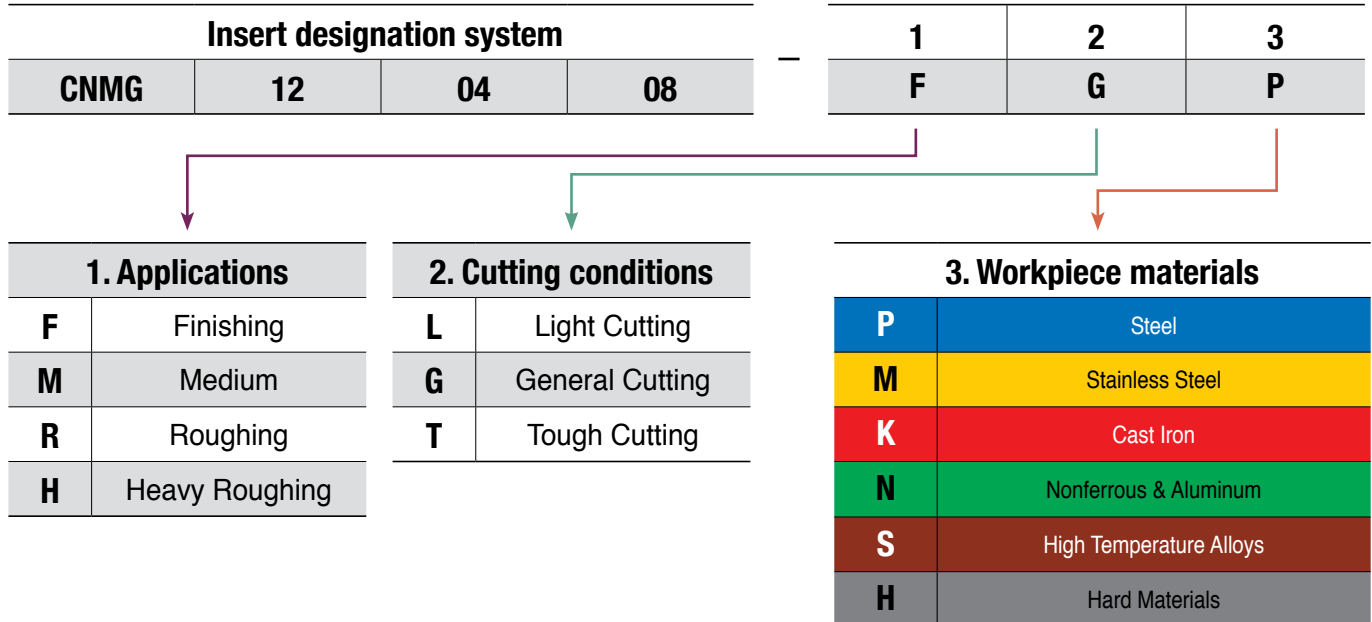 Insert designation system
CNMG 12 04 08
–
1 2 3
F G P
1. Applications
F Finishing
M Medium
R Roughing
H Heavy Roughing
2. Cutting conditions
L Light Cutting
G General Cutting
T Tough Cutting
3. Workpiece materials
P Steel
M Stainless Steel
K Cast Iron
N Nonferrous & Aluminum
S High Temperature Alloys
H Hard Materials